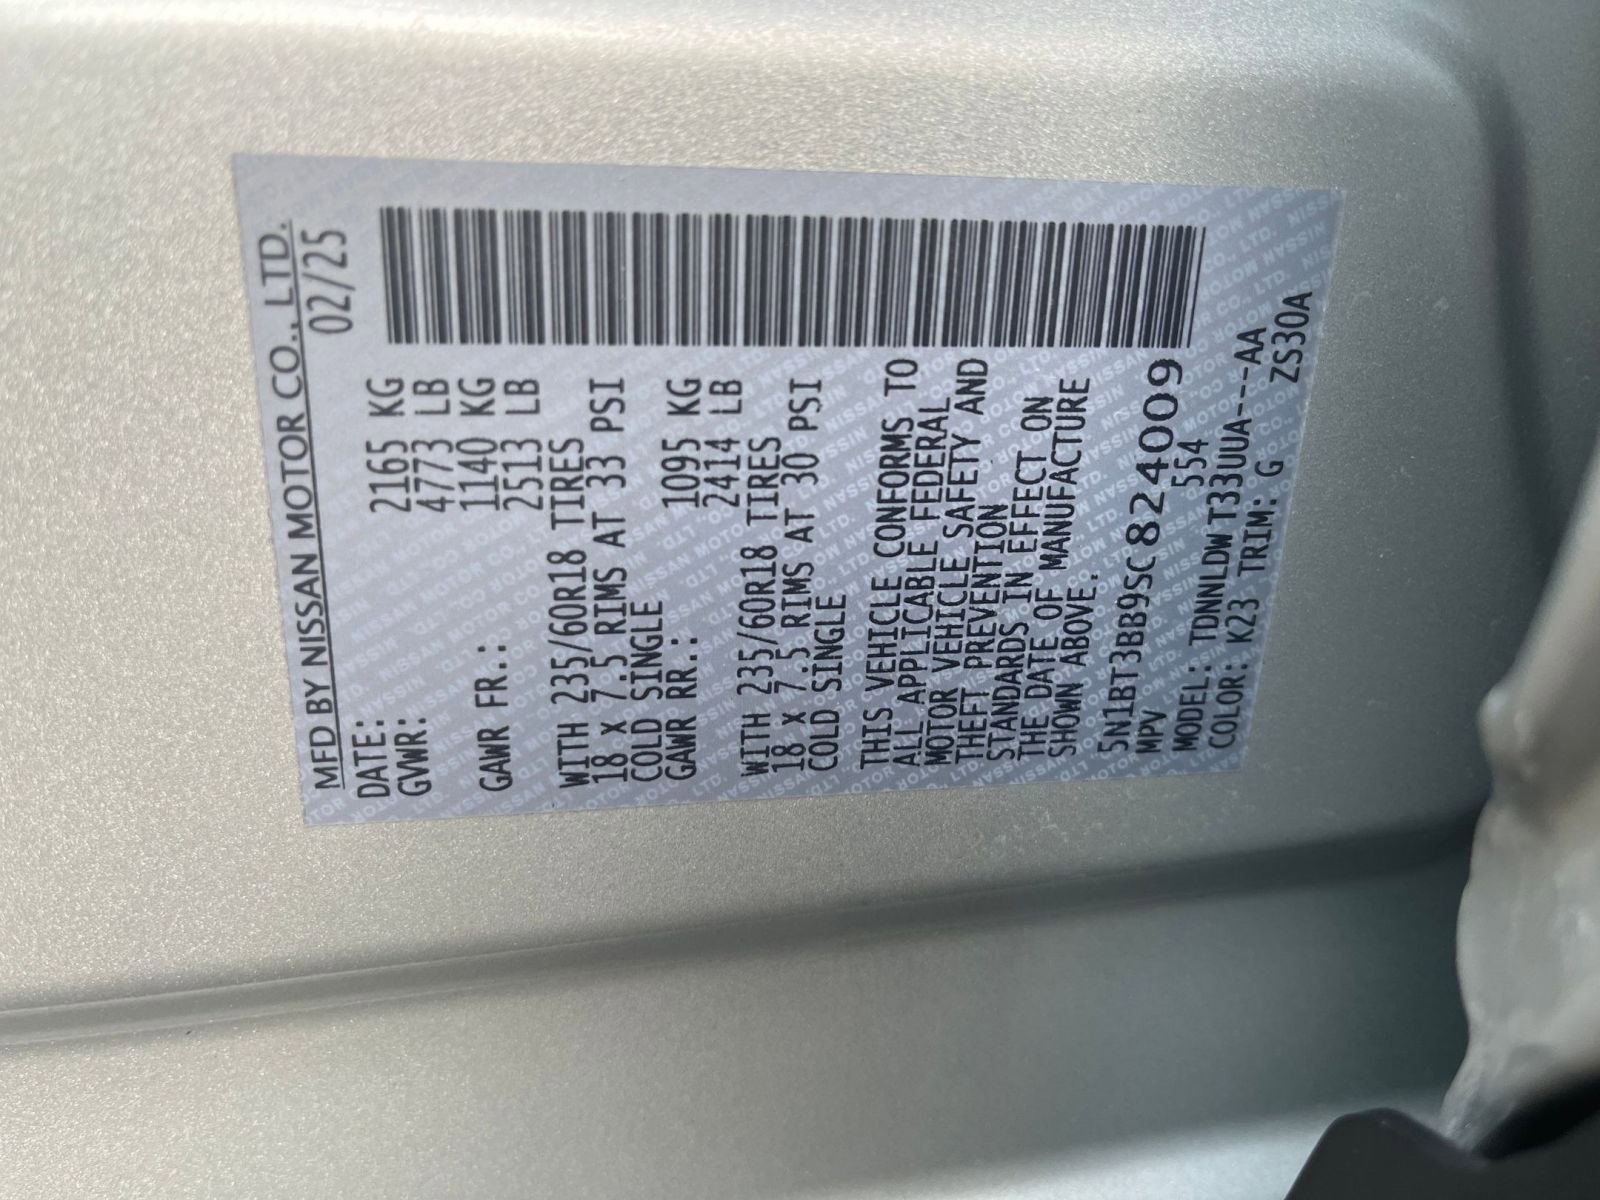 MFD BY NISSAN MOTOR CO., LTD.
DATE: 02/25
GVWR: 2165 KG
4773 LB
GAWR FR.: 1140 KG
2513 LB
WITH 235/60R18 TIRES
18 x 7.5 RIMS AT 33 PSI
COLD SINGLE
GAWR RR.: 1095 KG
2414 LB
WITH 235/60R18 TIRES
18 x 7.5 RIMS AT 30 PSI
COLD SINGLE
THIS VEHICLE CONFORMS TO
ALL APPLICABLE FEDERAL
MOTOR VEHICLE SAFETY AND
THEFT PREVENTION
STANDARDS IN EFFECT ON
THE DATE OF MANUFACTURE
SHOWN ABOVE.
5N1BT3BB9SC824009
MPV 554
MODEL: TDNNNLDWT33UUA---AA
COLOR: K23 TRIM: G ZS30A